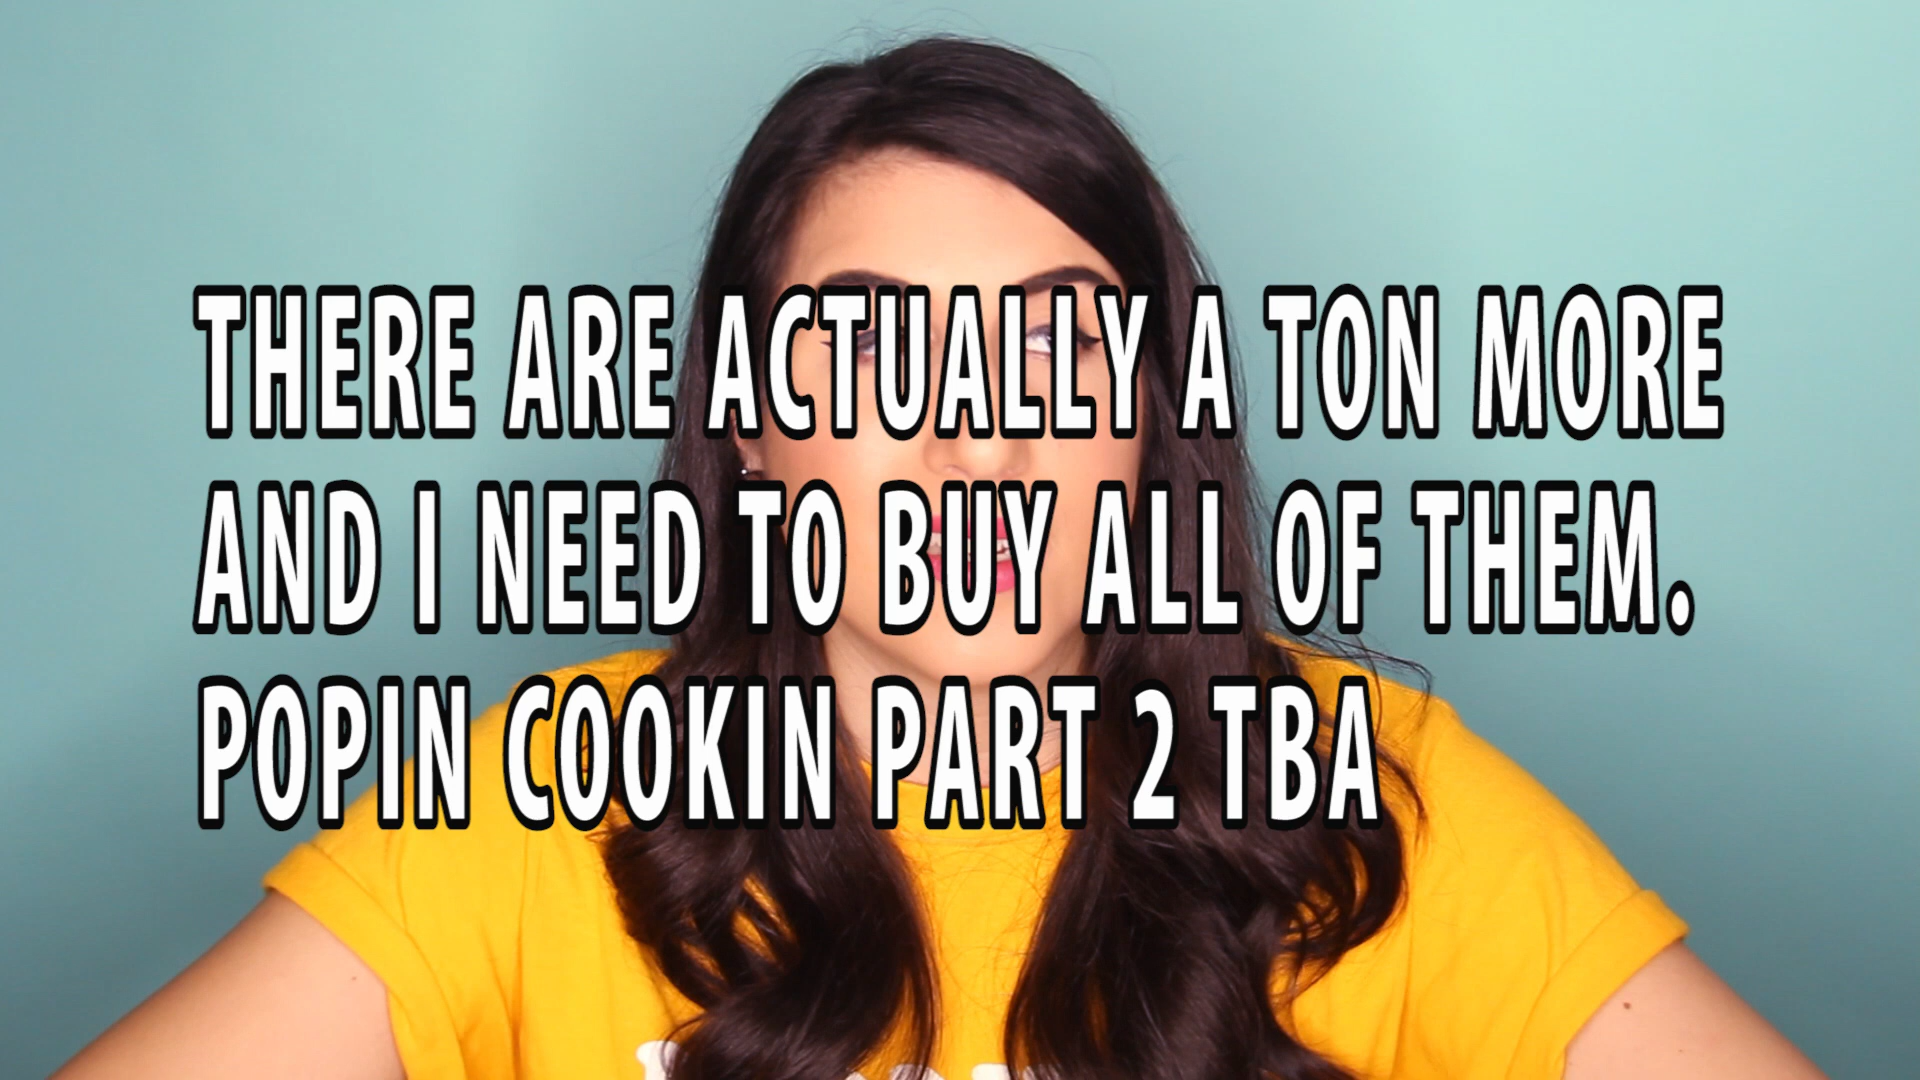 THERE ARE ACTUALLY A TON MORE
AND I NEED TO BUY ALL OF THEM.
POPIN COOKIN PART 2 TBA